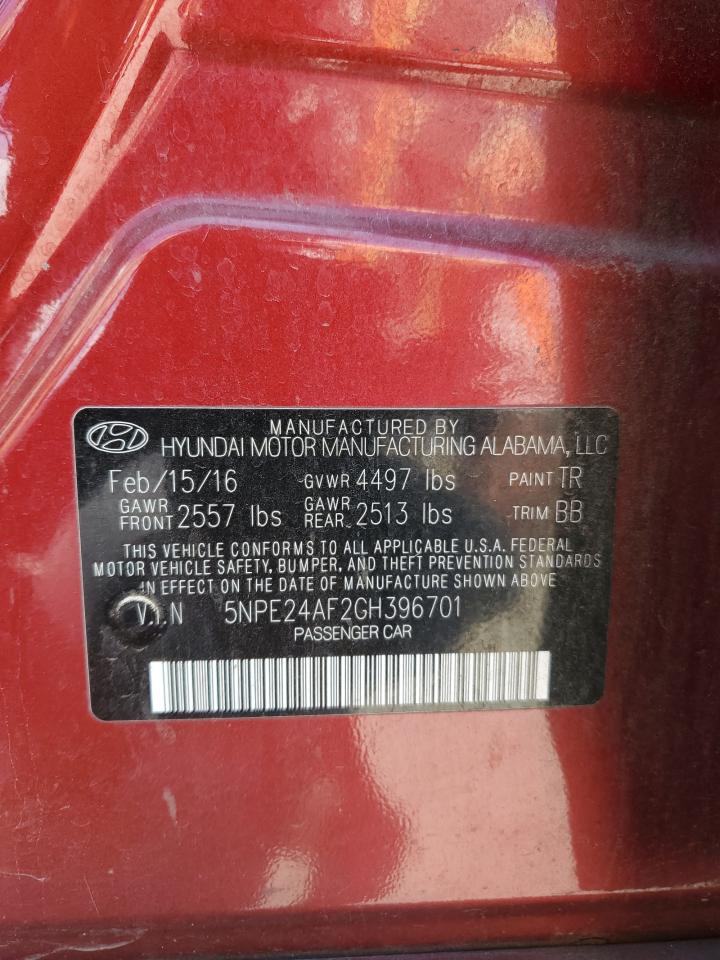 MANUFACTURED BY
HYUNDAI MOTOR MANUFACTURING ALABAMA, LLC
Feb/15/16 GVWR 4497 lbs PAINT TR
GAWR FRONT 2557 lbs GAWR REAR. 2513 lbs TRIM BB
THIS VEHICLE CONFORMS TO ALL APPLICABLE U.S.A. FEDERAL
MOTOR VEHICLE SAFETY, BUMPER, AND THEFT PREVENTION STANDARDS
IN EFFECT ON THE DATE OF MANUFACTURE SHOWN
V.I.N 5NPE24AF2GH396701
PASSENGER CAR